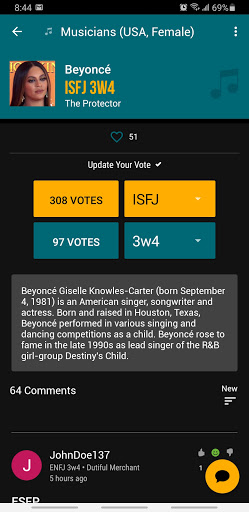 8:44 69%
Musicians (USA, Female)
Beyoncé
ISFJ 3W4
The Protector
51
Update Your Vote
308 VOTES ISFJ
97 VOTES 3w4
Beyoncé Giselle Knowles-Carter (born September
4, 1981) is an American singer, songwriter and
actress. Born and raised in Houston, Texas,
Beyoncé performed in various singing and
dancing competitions as a child. Beyoncé rose to
fame in the late 1990s as lead singer of the R&B
girl-group Destiny's Child.
64 Comments New
J JohnDoe137
ENFJ 3w4 • Dutiful Merchant
5 hours ago